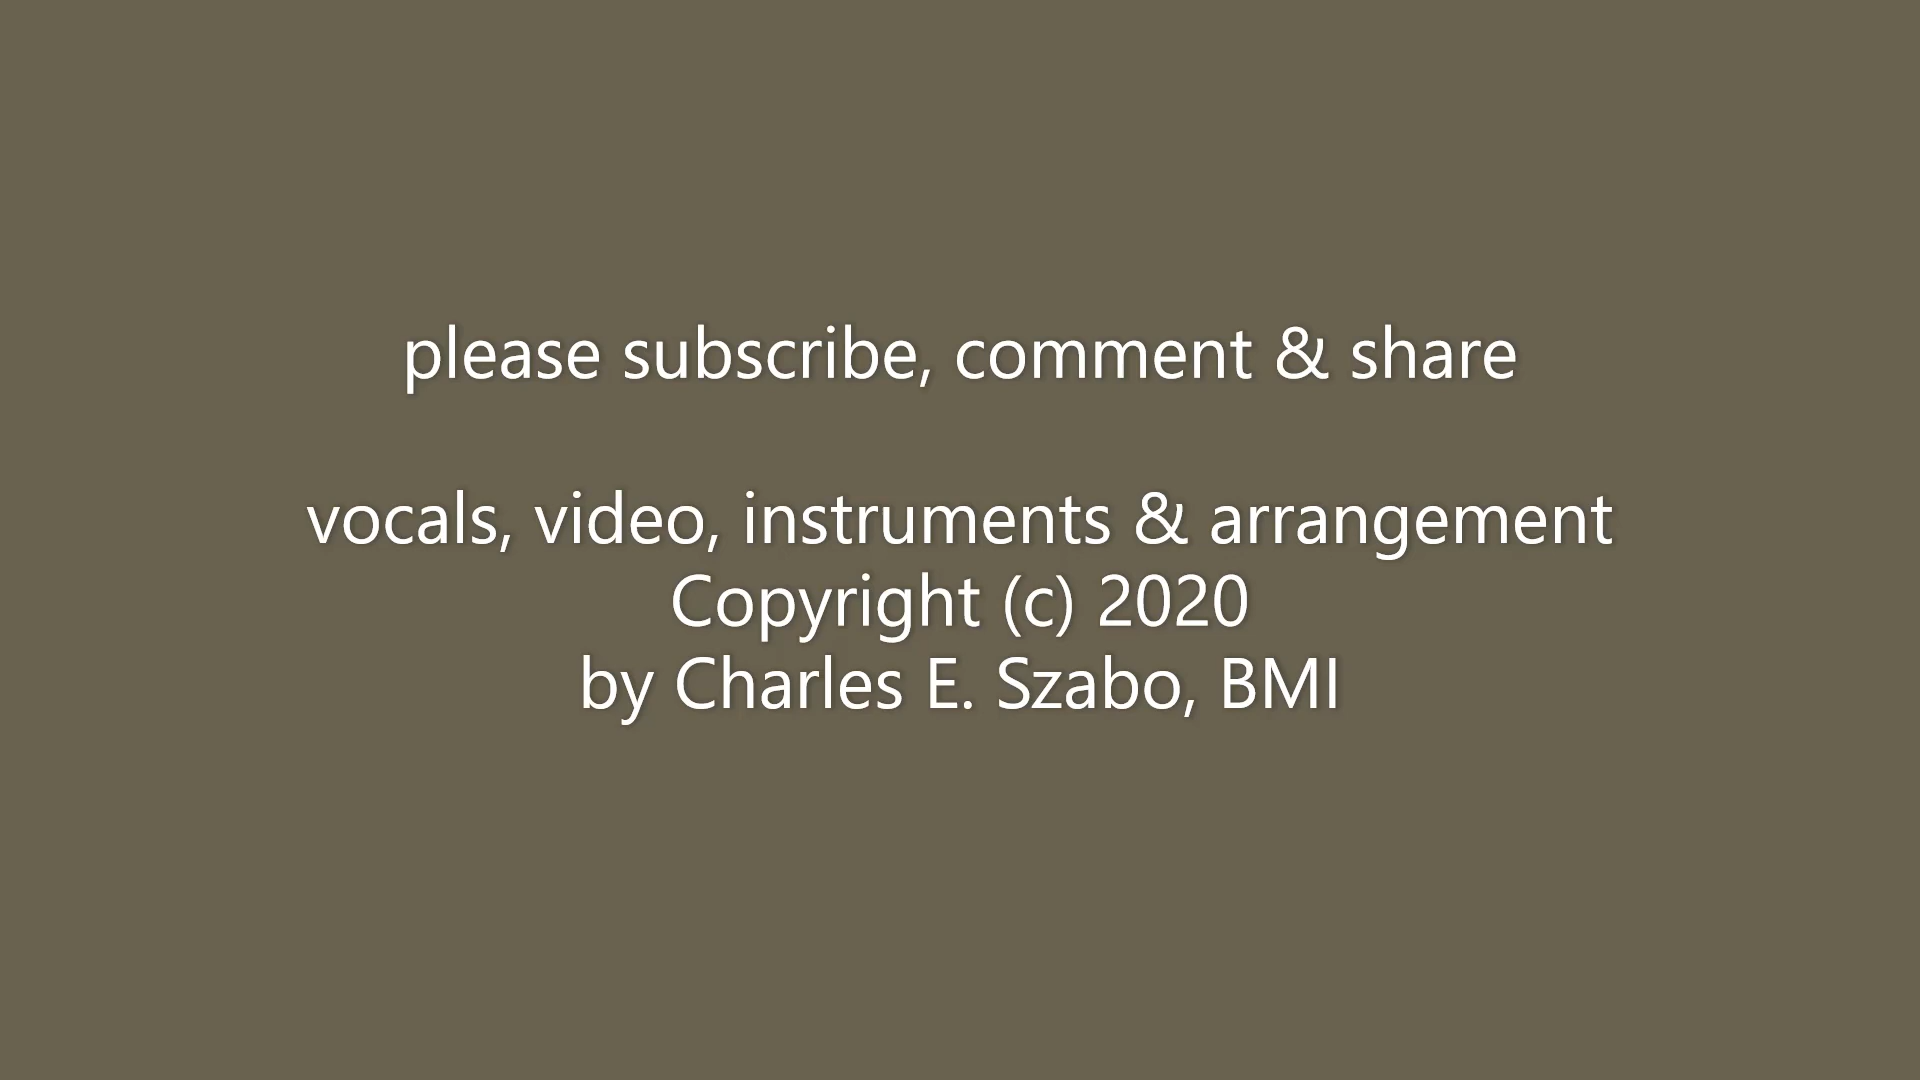 please subscribe, comment & share
vocals, video, instruments & arrangement
Copyright (c) 2020
by Charles E. Szabo, BMI